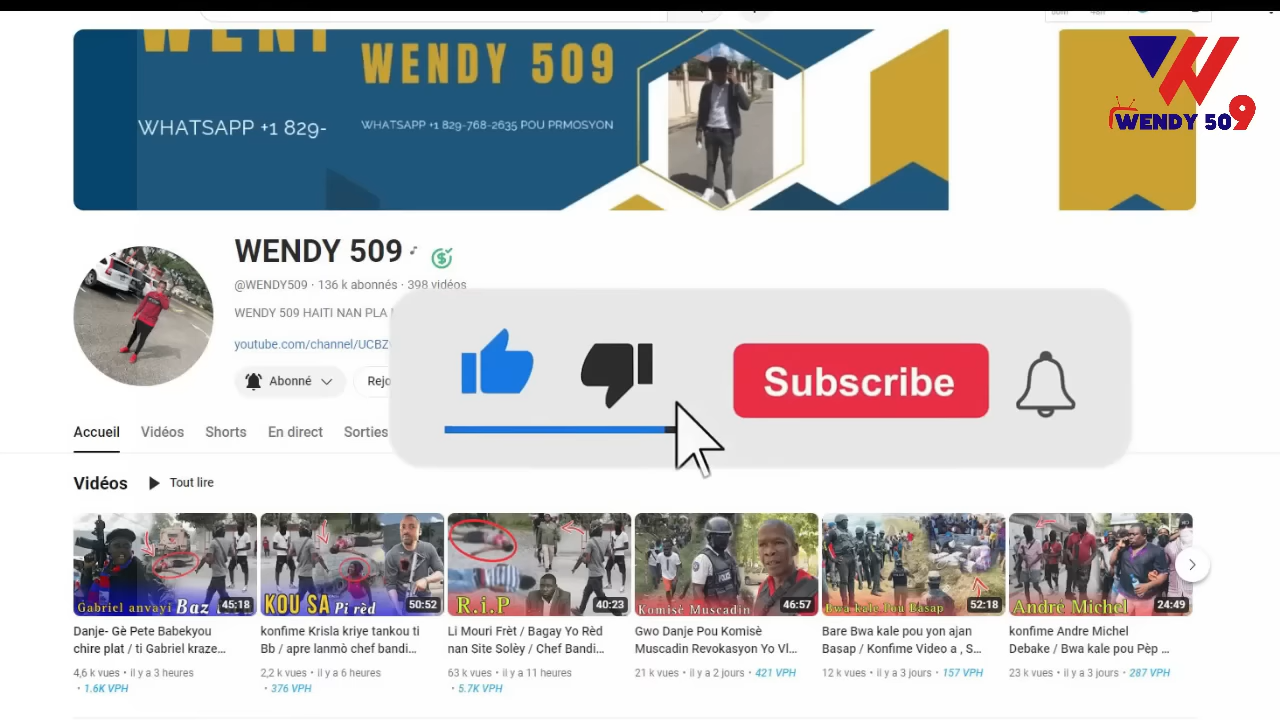 WENDY 509
WHATSAPP +1 829-
WHATSAPP +1 829-768-2635 POU PRMOSYON
WENDY 509
WENDY 509
@WENDY509 · 136 k abonnés · 398 vidéos
WENDY 509 HAITI NAN PLA
youtube.com/channel/UCBZ
Abonné
Rejo
Subscribe
Accueil Vidéos Shorts En direct Sorties
Vidéos
Tout lire
Gabriel anvayi Baz
45:18
KOU SA Pi rèd
50:52
R.i.P
40:23
Komisè Muscadin
46:57
Bwa kale pou Basap
52:18
Andre Michel
24:49
Danje- Gè Pete Babekyou
chire plat / ti Gabriel kraze...
4,6 k vues • il y a 3 heures
• 1.6K VPH
konfime Krisla kriye tankou ti
Bb / apre lanmò chef bandi...
2,2 k vues • il y a 6 heures
• 376 VPH
Li Mouri Frèt / Bagay Yo Rèd
nan Site Solèy / Chef Bandi...
63 k vues • il y a 11 heures
• 5.7K VPH
Gwo Danje Pou Komisè
Muscadin Revokasyon Yo Vl...
21 k vues • il y a 2 jours • 421 VPH
Bare Bwa kale pou yon ajan
Basap / Konfime Video a , S...
12 k vues • il y a 3 jours • 157 VPH
konfime Andre Michel
Debake / Bwa kale pou Pèp ...
23 k vues • il y a 3 jours • 287 VPH